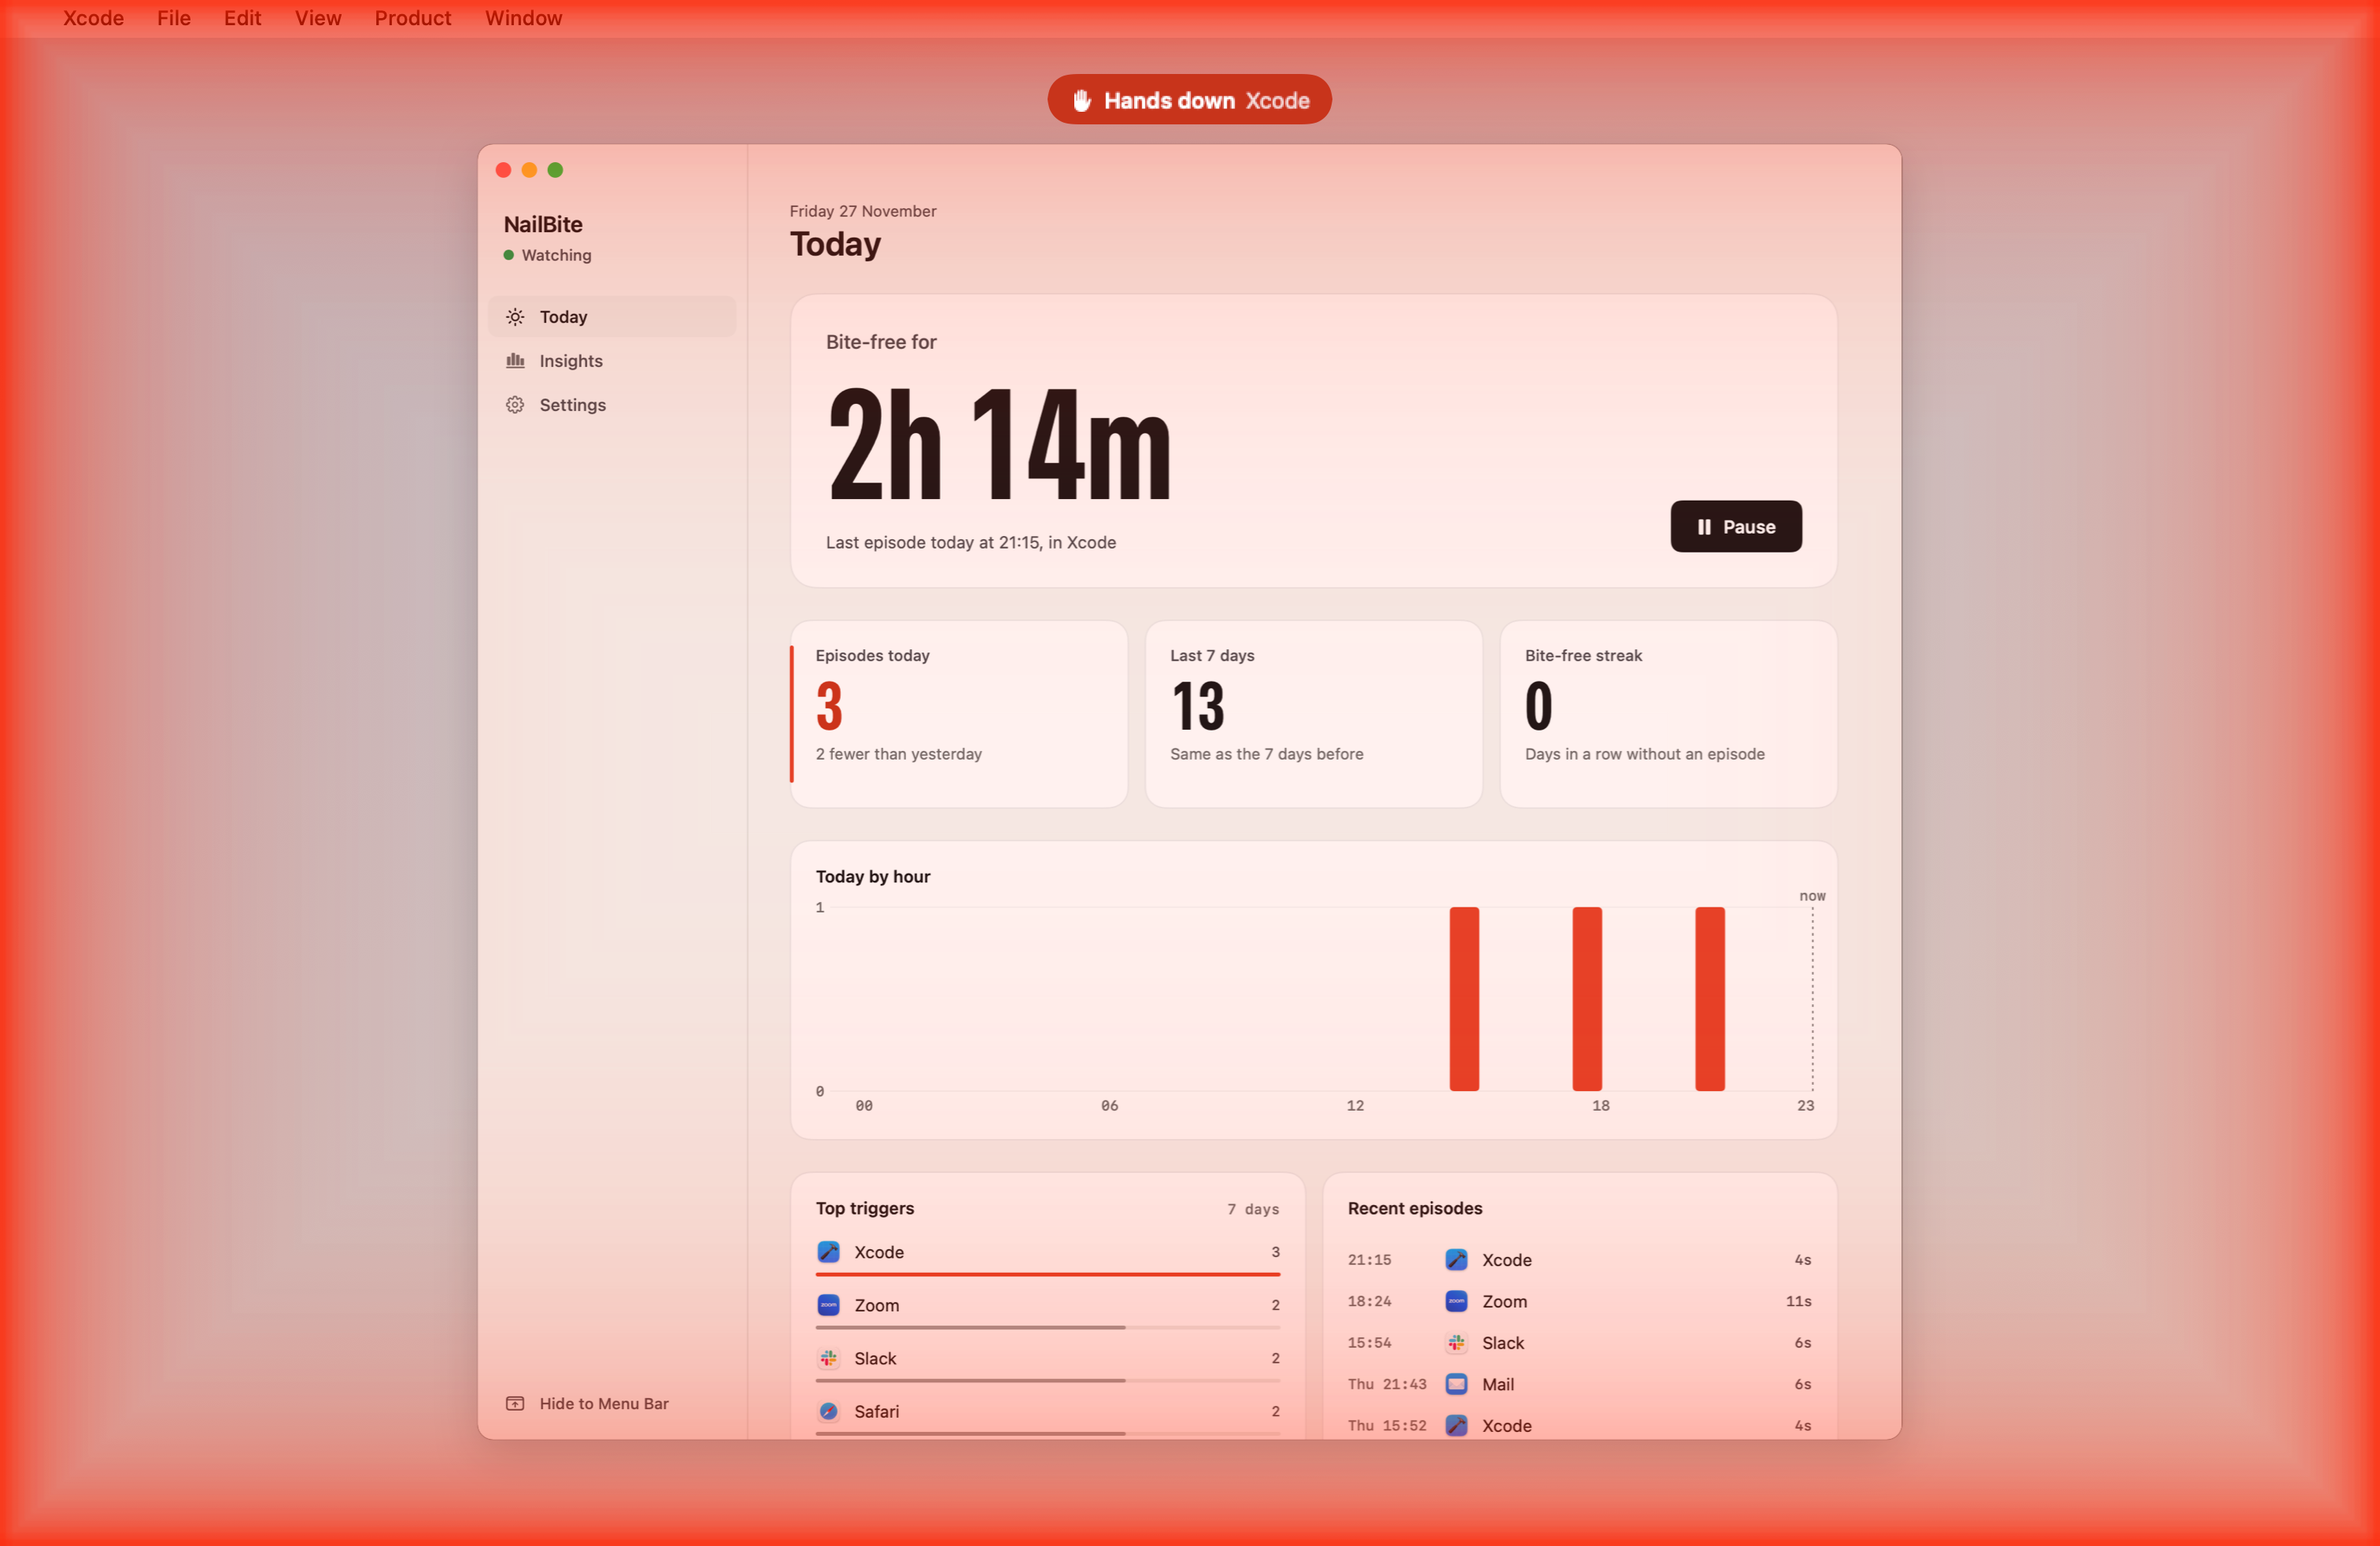 Xcode File Edit View Product Window
Hands down Xcode
NailBite
Watching
Today
Insights
Settings
Hide to Menu Bar
Friday 27 November
Today
Bite-free for
2h 14m
Last episode today at 21:15, in Xcode
Pause
Episodes today
3
2 fewer than yesterday
Last 7 days
13
Same as the 7 days before
Bite-free streak
0
Days in a row without an episode
Today by hour
now
1
0
00 06 12 18 23
Top triggers 7 days
Xcode 3
zoom Zoom 2
Slack 2
Safari 2
Recent episodes
21:15 Xcode 4s
18:24 zoom Zoom 11s
15:54 Slack 6s
Thu 21:43 Mail 6s
Thu 15:52 Xcode 4s